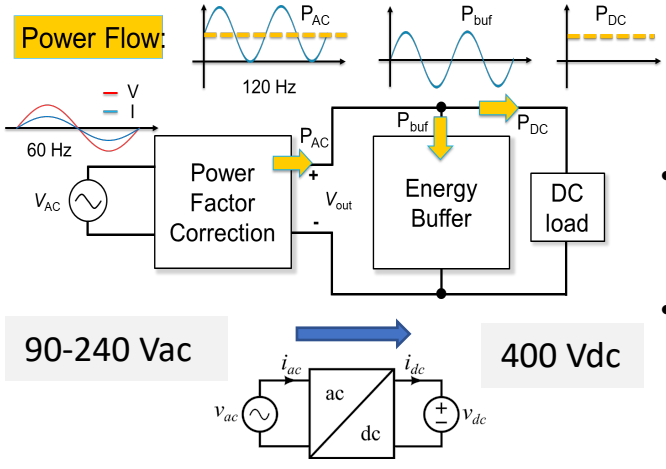 Power Flow:
P_AC
120 Hz
P_buf
P_DC
V
I
60 Hz
V_AC
Power
Factor
Correction
P_AC
+
V_out
-
P_buf
P_DC
Energy
Buffer
DC
load
90-240 Vac
400 Vdc
i_ac
i_dc
v_ac
ac
dc
+
−
v_dc